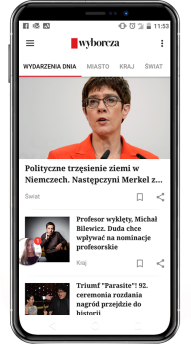 11:53
wyborcza
WYDARZENIA DNIA MIASTO KRAJ ŚWIAT
Polityczne trzęsienie ziemi w
Niemczech. Następczyni Merkel z...
Świat
Profesor wyklęty, Michał
Bilewicz. Duda chce
wpływać na nominacje
profesorskie
Kraj
Triumf "Parasite"! 92.
ceremonia rozdania
nagród przejdzie do
historii